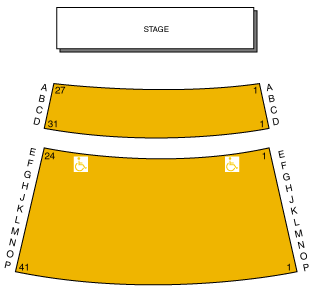 STAGE
A 27 1 A
B B
C C
D 31 1 D
E 24 1 E
F F
G G
H H
J J
K K
L L
M M
N N
O O
P 41 1 P